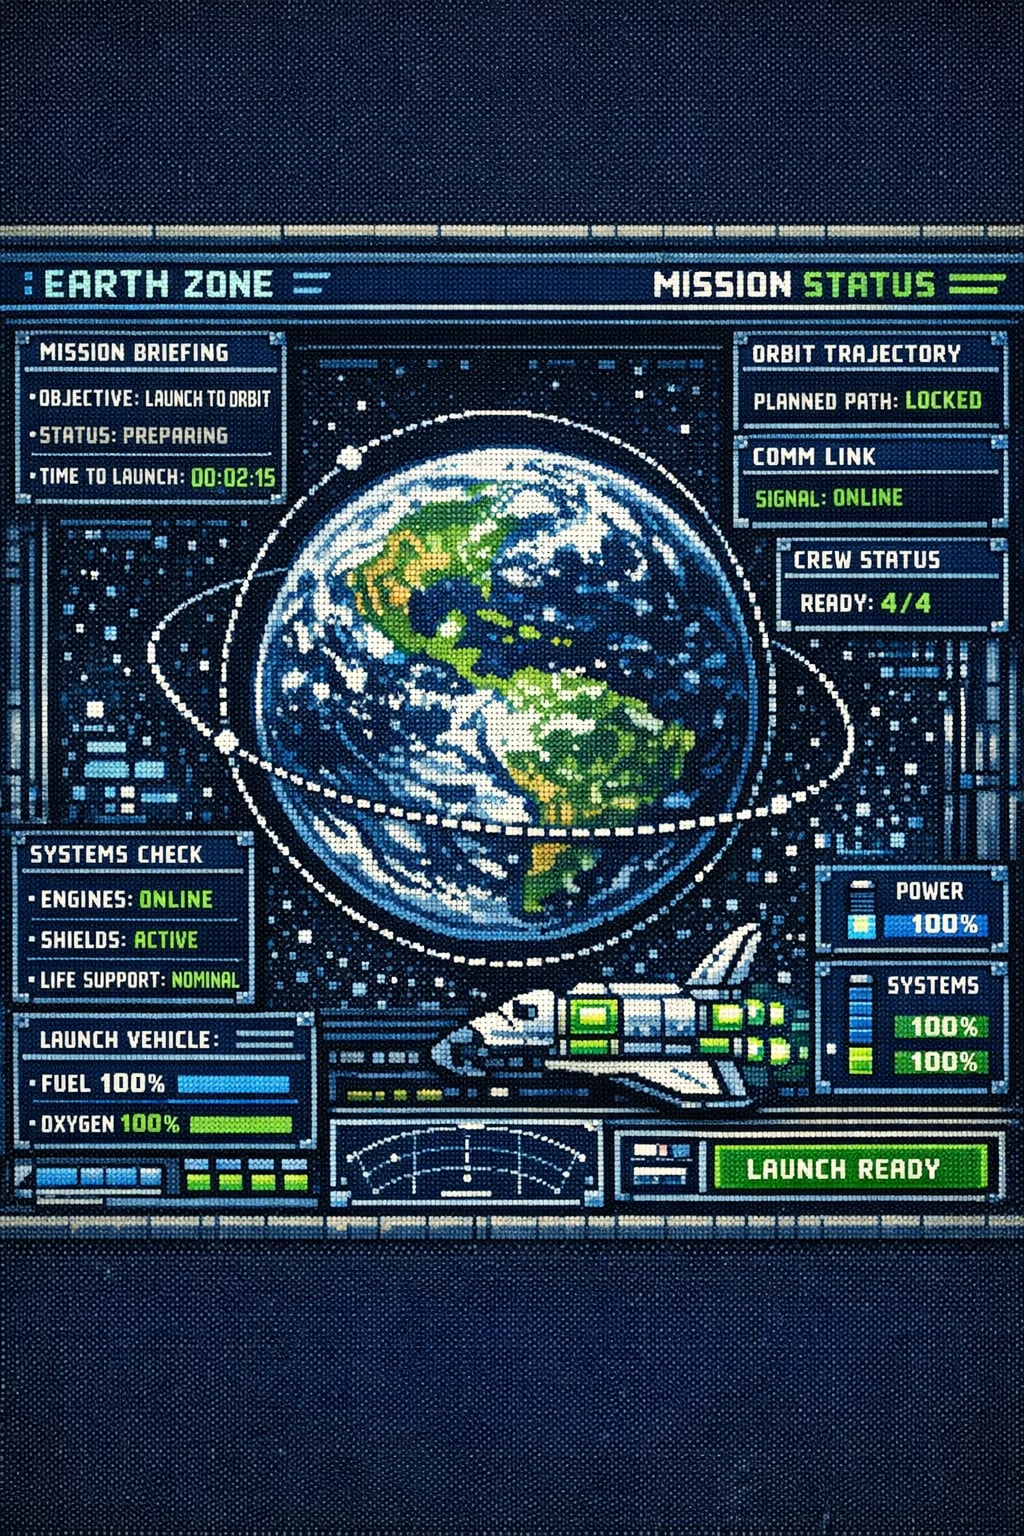 EARTH ZONE
MISSION STATUS
MISSION BRIEFING
• OBJECTIVE: LAUNCH TO ORBIT
• STATUS: PREPARING
• TIME TO LAUNCH: 00:02:15
ORBIT TRAJECTORY
PLANNED PATH: LOCKED
COMM LINK
SIGNAL: ONLINE
CREW STATUS
READY: 4/4
SYSTEMS CHECK
• ENGINES: ONLINE
• SHIELDS: ACTIVE
• LIFE SUPPORT: NOMINAL
POWER
100%
SYSTEMS
100%
100%
LAUNCH VEHICLE:
• FUEL 100%
• OXYGEN 100%
LAUNCH READY